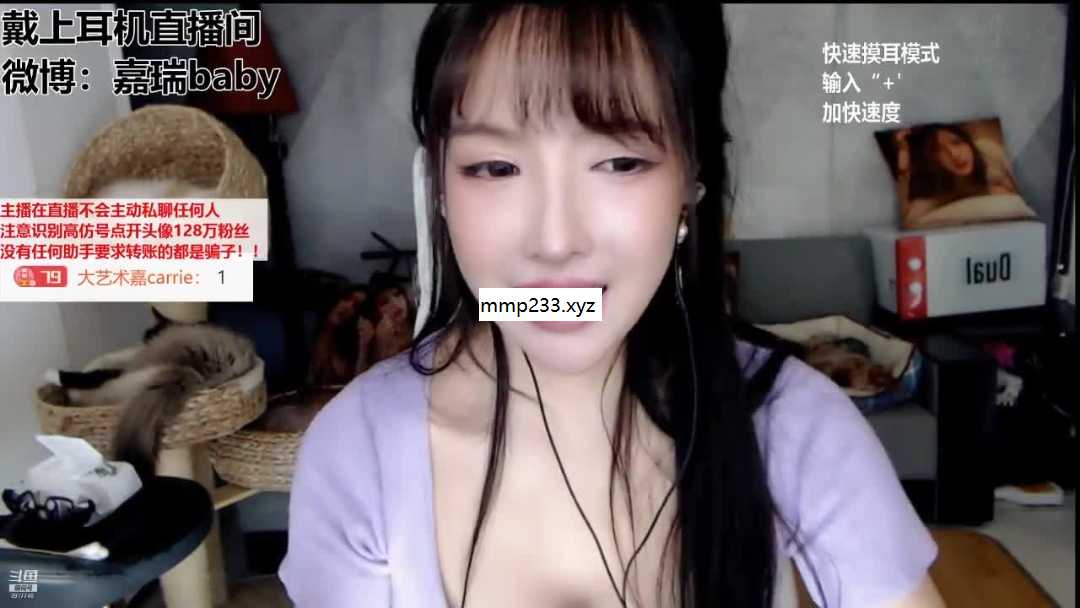 戴上耳机直播间
微博：嘉瑞baby
快速摸耳模式
输入“+'
加快速度
主播在直播不会主动私聊任何人
注意识别高仿号点开头像128万粉丝
没有任何助手要求转账的都是骗子！！
79 大艺术嘉carrie： 1
mmp233.xyz
Dual
斗鱼